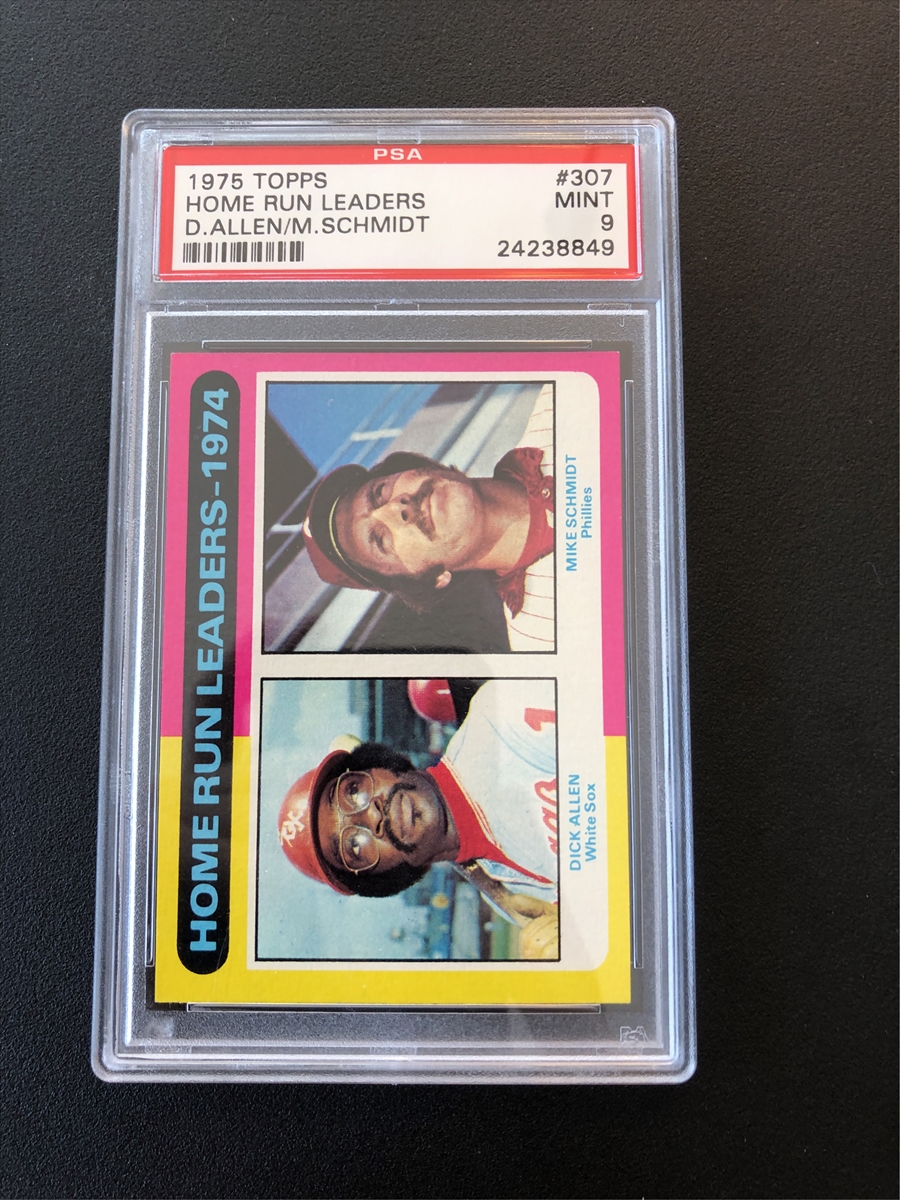 PSA
1975 TOPPS #307
HOME RUN LEADERS MINT
D.ALLEN/M.SCHMIDT 9
24238849
HOME RUN LEADERS-1974
DICK ALLEN
White Sox
MIKE SCHMIDT
Phillies
1